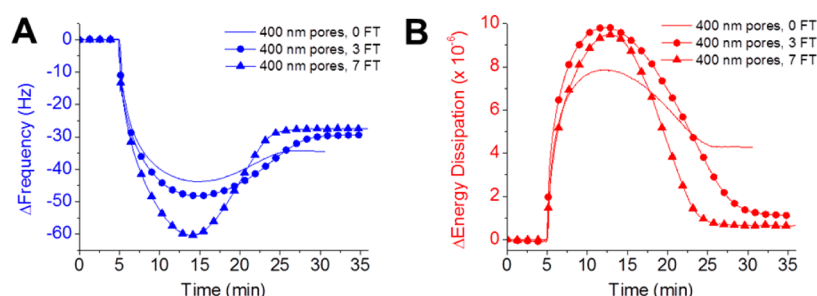 A
400 nm pores, 0 FT
400 nm pores, 3 FT
400 nm pores, 7 FT
ΔFrequency (Hz)
0
-10
-20
-30
-40
-50
-60
0 5 10 15 20 25 30 35
Time (min)
B
400 nm pores, 0 FT
400 nm pores, 3 FT
400 nm pores, 7 FT
ΔEnergy Dissipation (x 10⁻⁶)
10
8
6
4
2
0
0 5 10 15 20 25 30 35
Time (min)